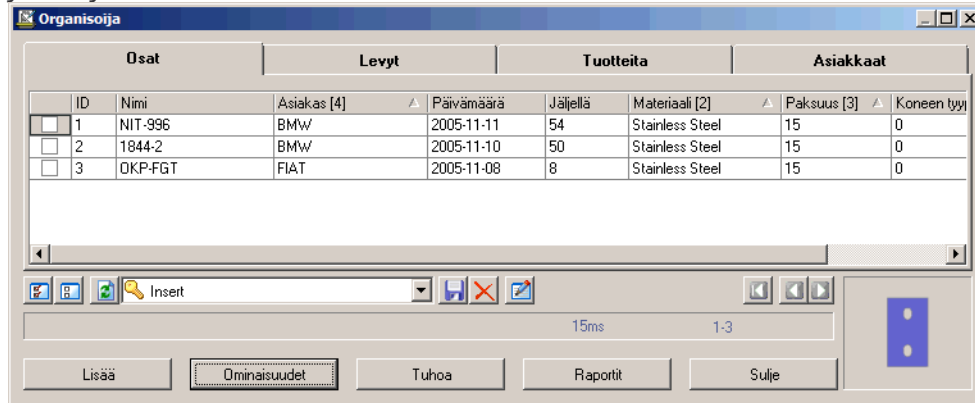 Organisoija
Osat Levyt Tuotteita Asiakkaat
ID Nimi Asiakas [4] Päivämäärä Jäljellä Materiaali [2] Paksuus [3] Koneen
1 NIT-996 BMW 2005-11-11 54 Stainless Steel 15 0
2 1844-2 BMW 2005-11-10 50 Stainless Steel 15 0
3 OKP-FGT FIAT 2005-11-08 8 Stainless Steel 15 0
Insert
15ms 1-3
Lisää Ominaisuudet Tuhoa Raportit Sulje